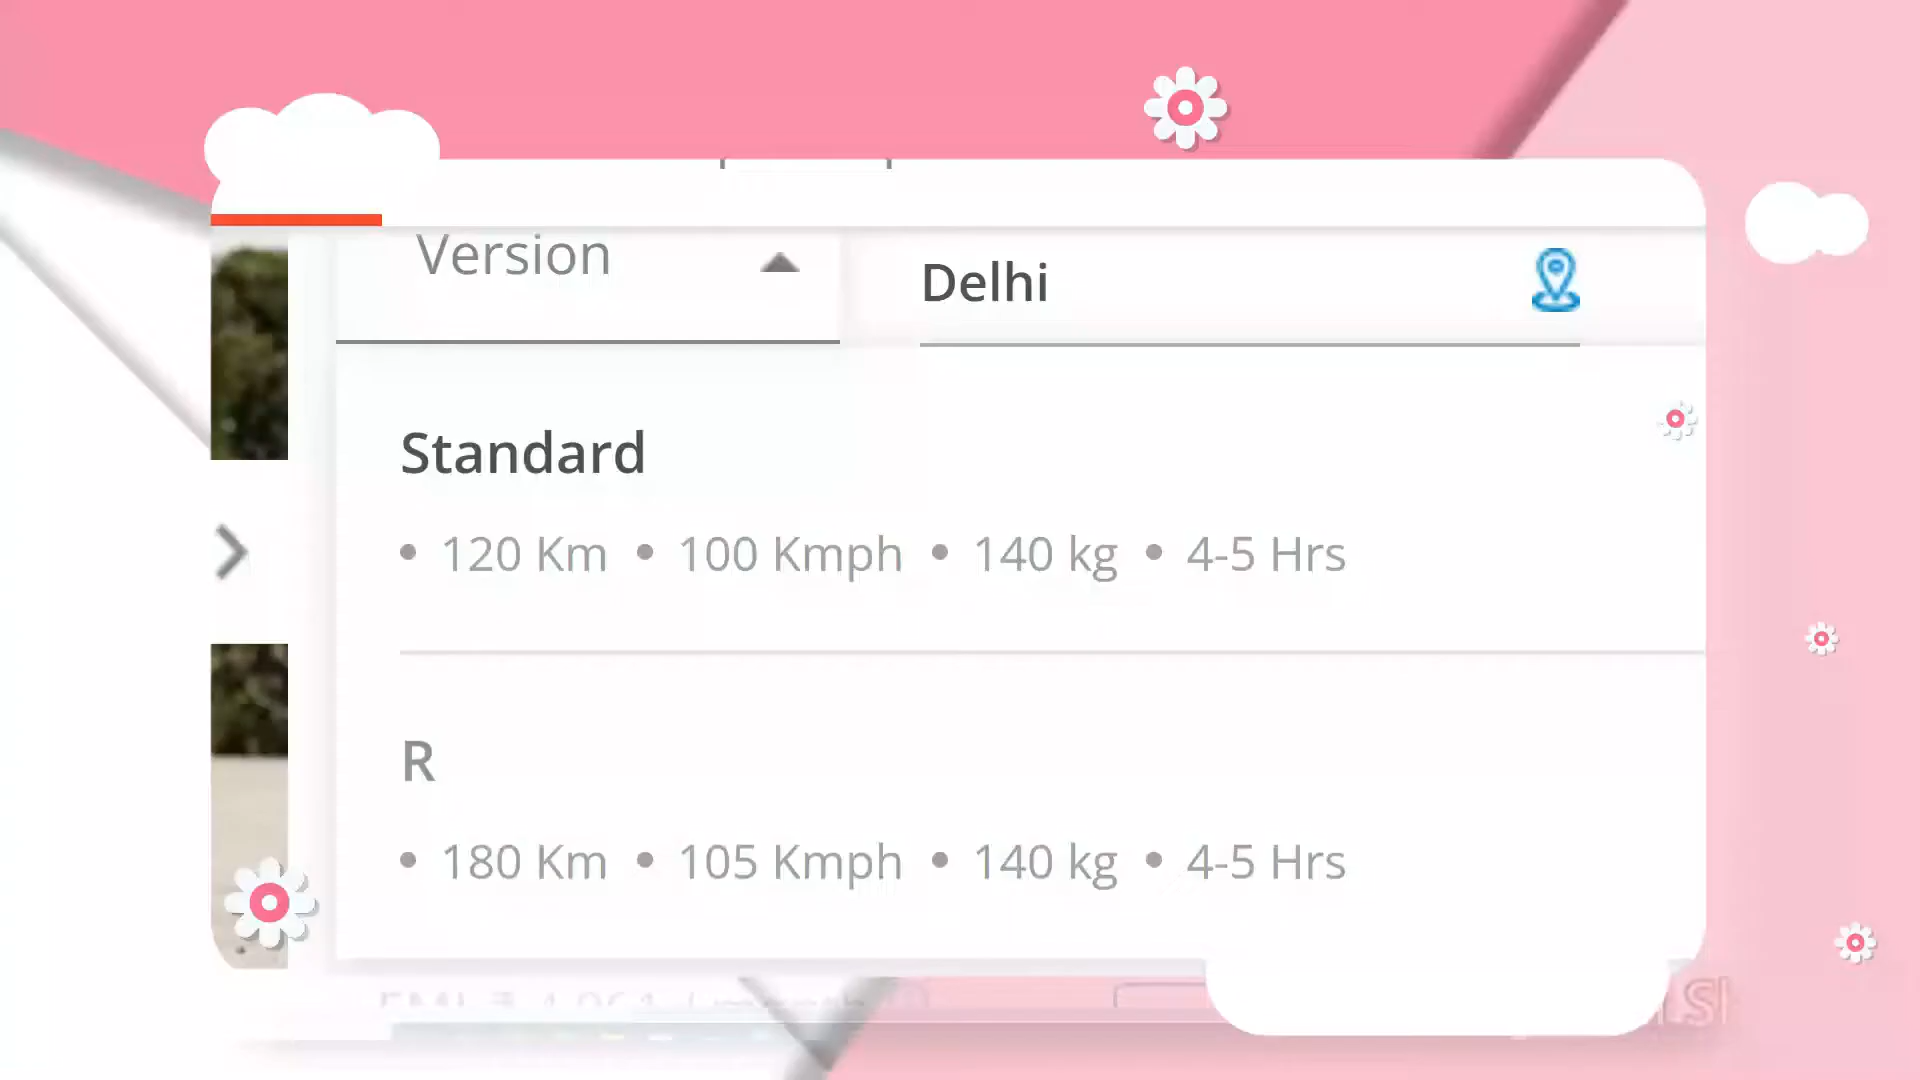 Version
Delhi
Standard
• 120 Km • 100 Kmph • 140 kg • 4-5 Hrs
R
• 180 Km • 105 Kmph • 140 kg • 4-5 Hrs